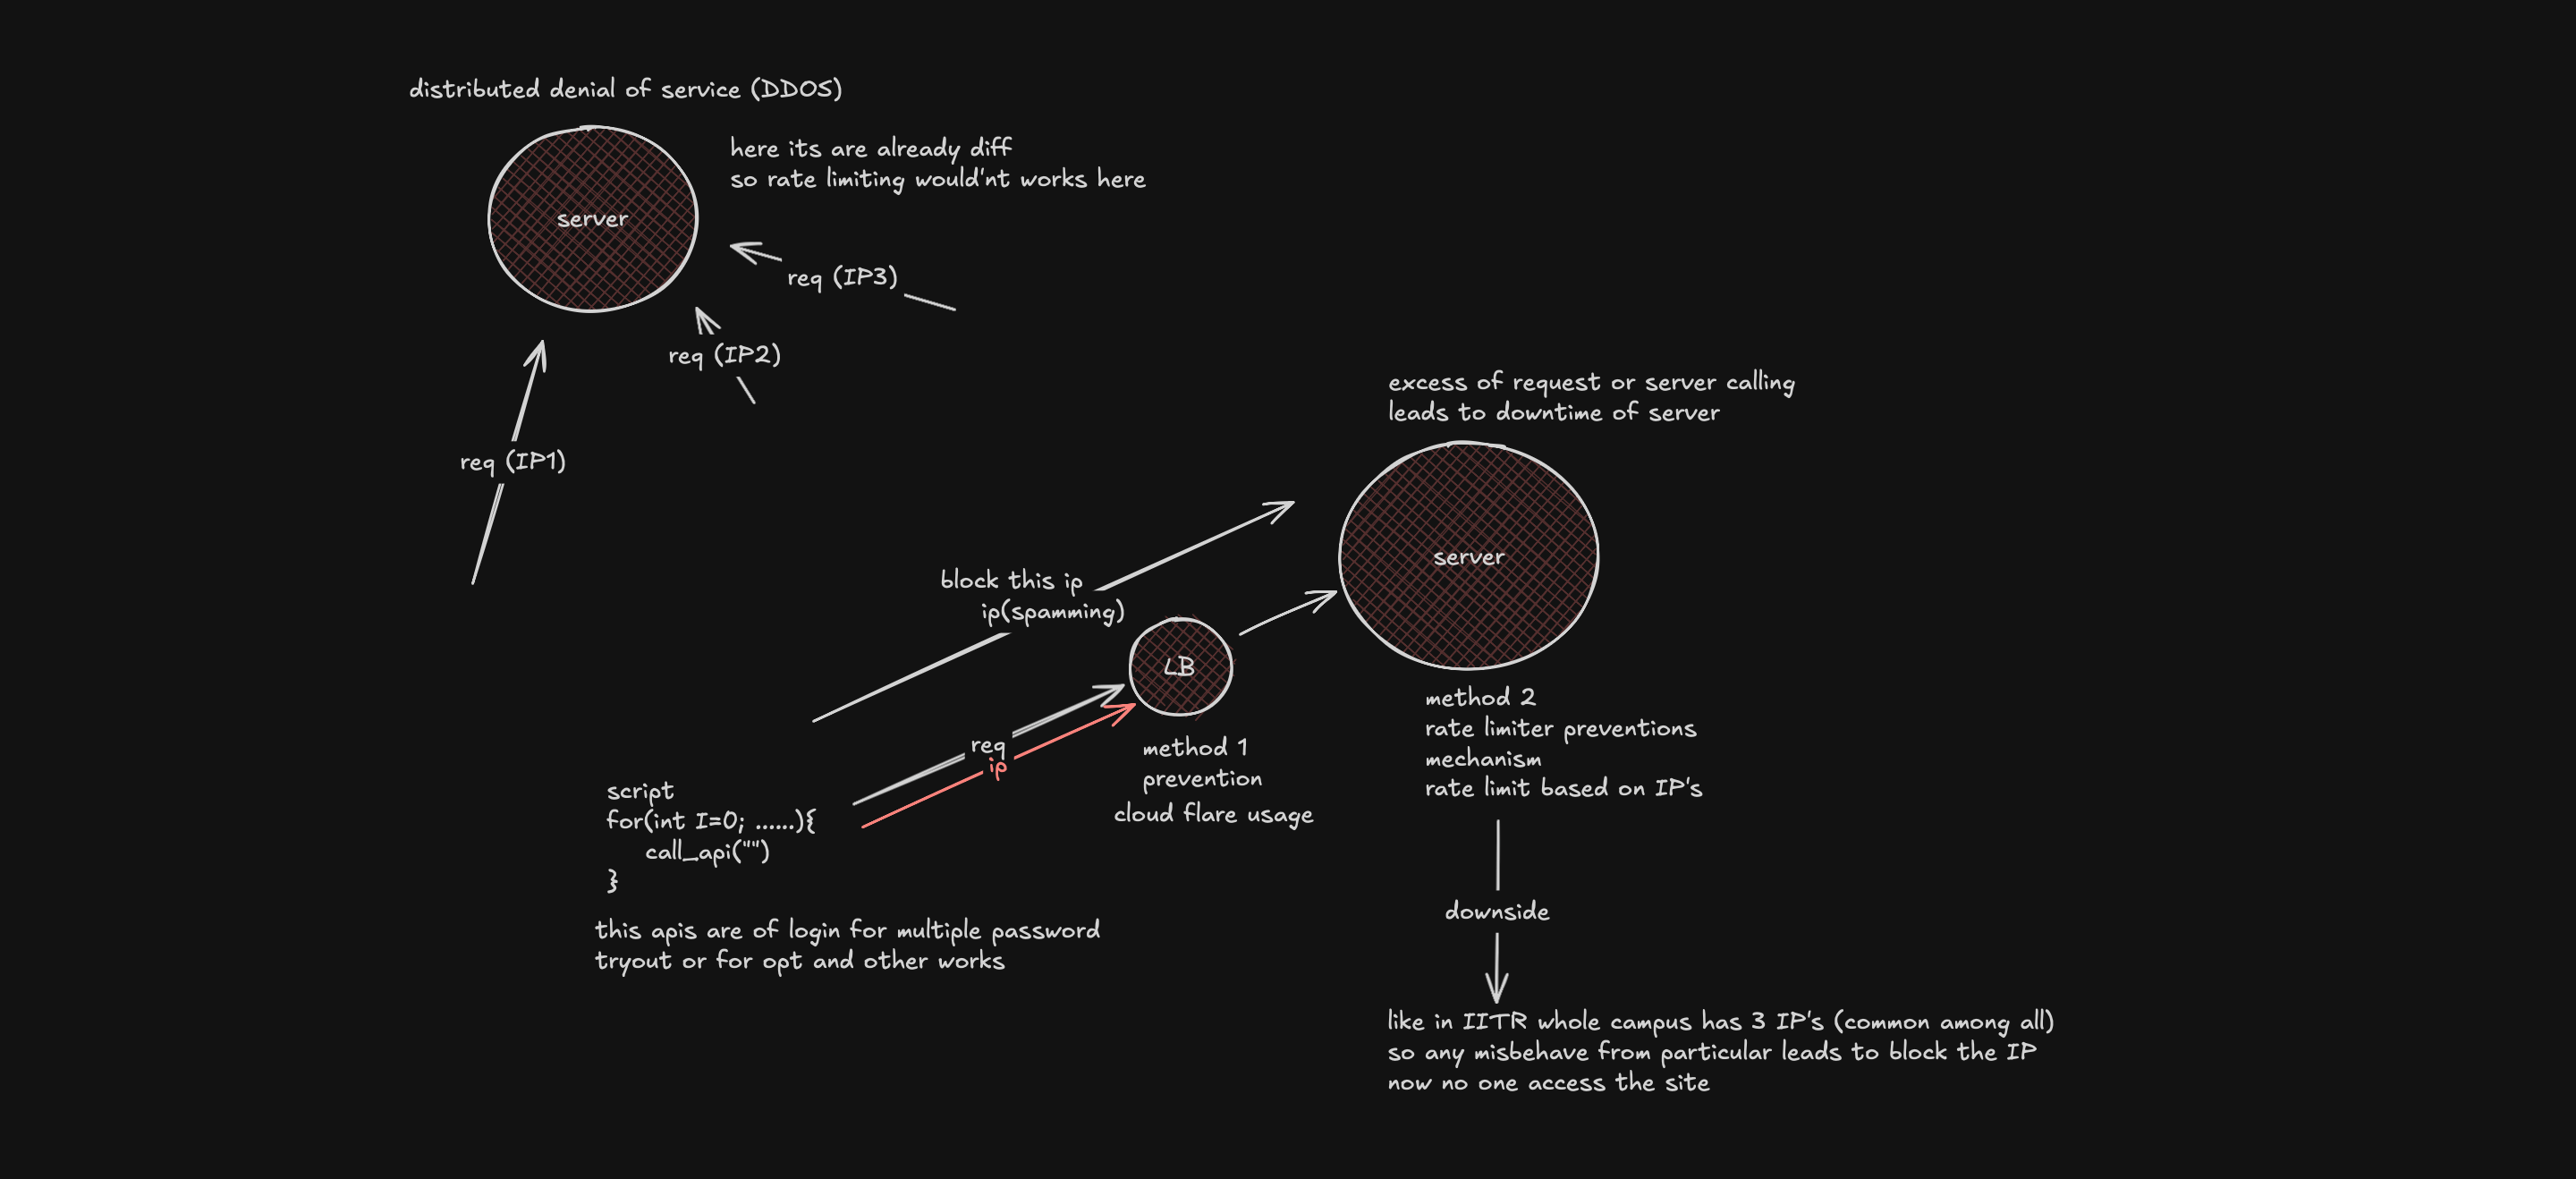 distributed denial of service (DDOS)
here its are already diff
so rate limiting would'nt works here
server
req (IP3)
req (IP2)
req (IP1)
excess of request or server calling
leads to downtime of server
server
block this ip
ip(spamming)
LB
req
ip
method 1
prevention
cloud flare usage
method 2
rate limiter preventions
mechanism
rate limit based on IP's
script
for(int I=0; ......){
call_api("")
}
this apis are of login for multiple password
tryout or for opt and other works
downside
like in IITR whole campus has 3 IP's (common among all)
so any misbehave from particular leads to block the IP
now no one access the site